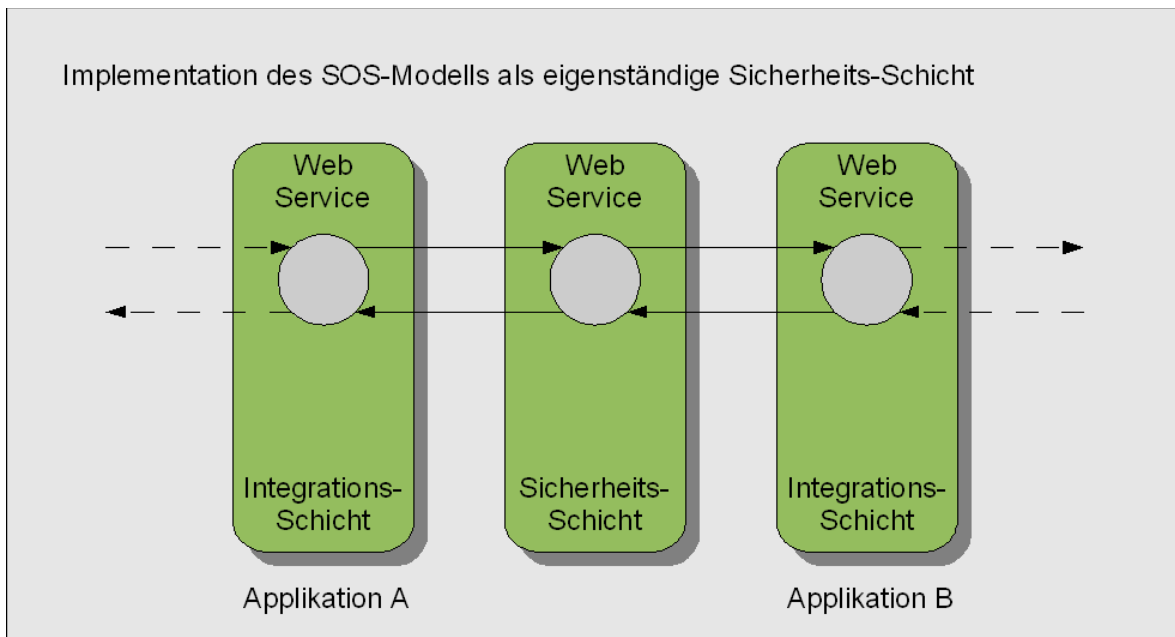 Implementation des SOS-Modells als eigenständige Sicherheits-Schicht
Web
Service
Web
Service
Web
Service
Integrations-
Schicht
Sicherheits-
Schicht
Integrations-
Schicht
Applikation A
Applikation B